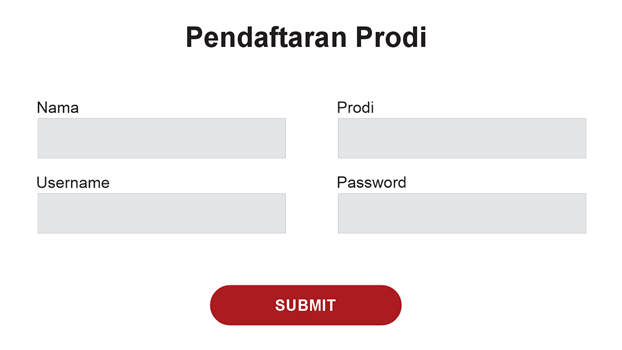 Pendaftaran Prodi
Nama
Prodi
Username
Password
SUBMIT